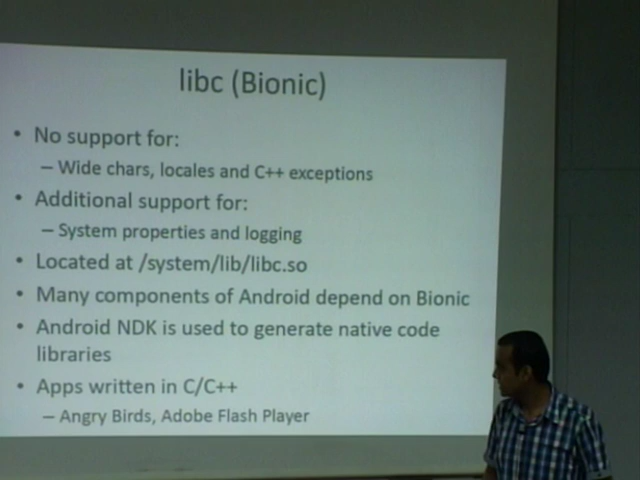 libc (Bionic)
• No support for:
– Wide chars, locales and C++ exceptions
• Additional support for:
– System properties and logging
• Located at /system/lib/libc.so
• Many components of Android depend on Bionic
• Android NDK is used to generate native code
libraries
• Apps written in C/C++
– Angry Birds, Adobe Flash Player